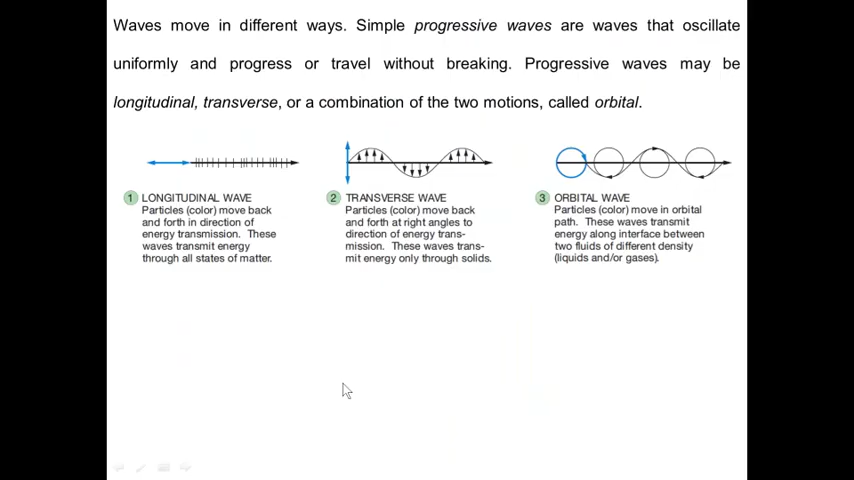 Waves move in different ways. Simple progressive waves are waves that oscillate
uniformly and progress or travel without breaking. Progressive waves may be
longitudinal, transverse, or a combination of the two motions, called orbital.
1 LONGITUDINAL WAVE
Particles (color) move back
and forth in direction of
energy transmission. These
waves transmit energy
through all states of matter.
2 TRANSVERSE WAVE
Particles (color) move back
and forth at right angles to
direction of energy trans-
mission. These waves trans-
mit energy only through solids.
3 ORBITAL WAVE
Particles (color) move in orbital
path. These waves transmit
energy along interface between
two fluids of different density
(liquids and/or gases).